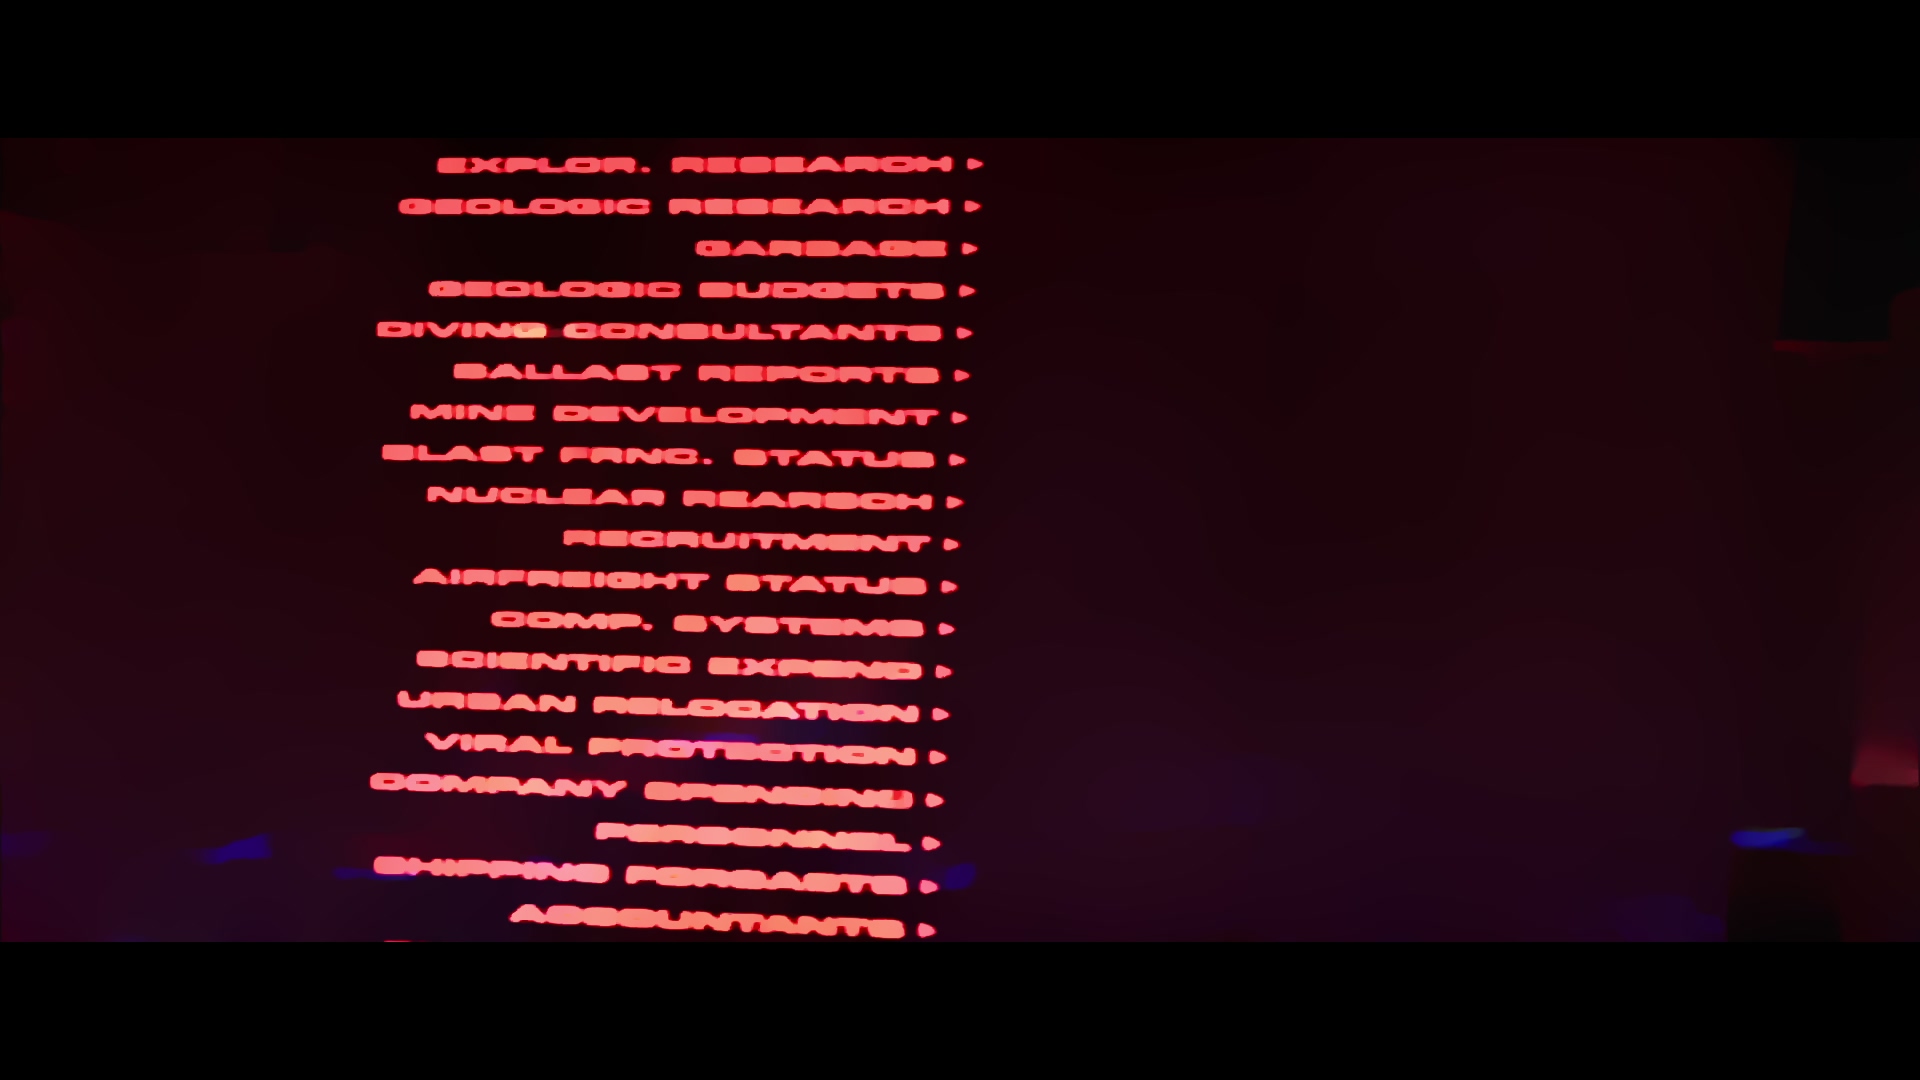 EXPLOR. RESEARCH
GEOLOGIC RESEARCH
GARBAGE
GEOLOGIC BUDGETS
DIVING CONSULTANTS
BALLAST REPORTS
MINE DEVELOPMENT
BLAST FRNC. STATUS
NUCLEAR REARSCH
RECRUITMENT
AIRFREIGHT STATUS
COMP. SYSTEMS
SCIENTIFIC EXPEND
URBAN RELOCATION
VIRAL PROTECTION
COMPANY SPENDING
PERSONNEL
SHIPPING FORCASTS
ACCOUNTANTS